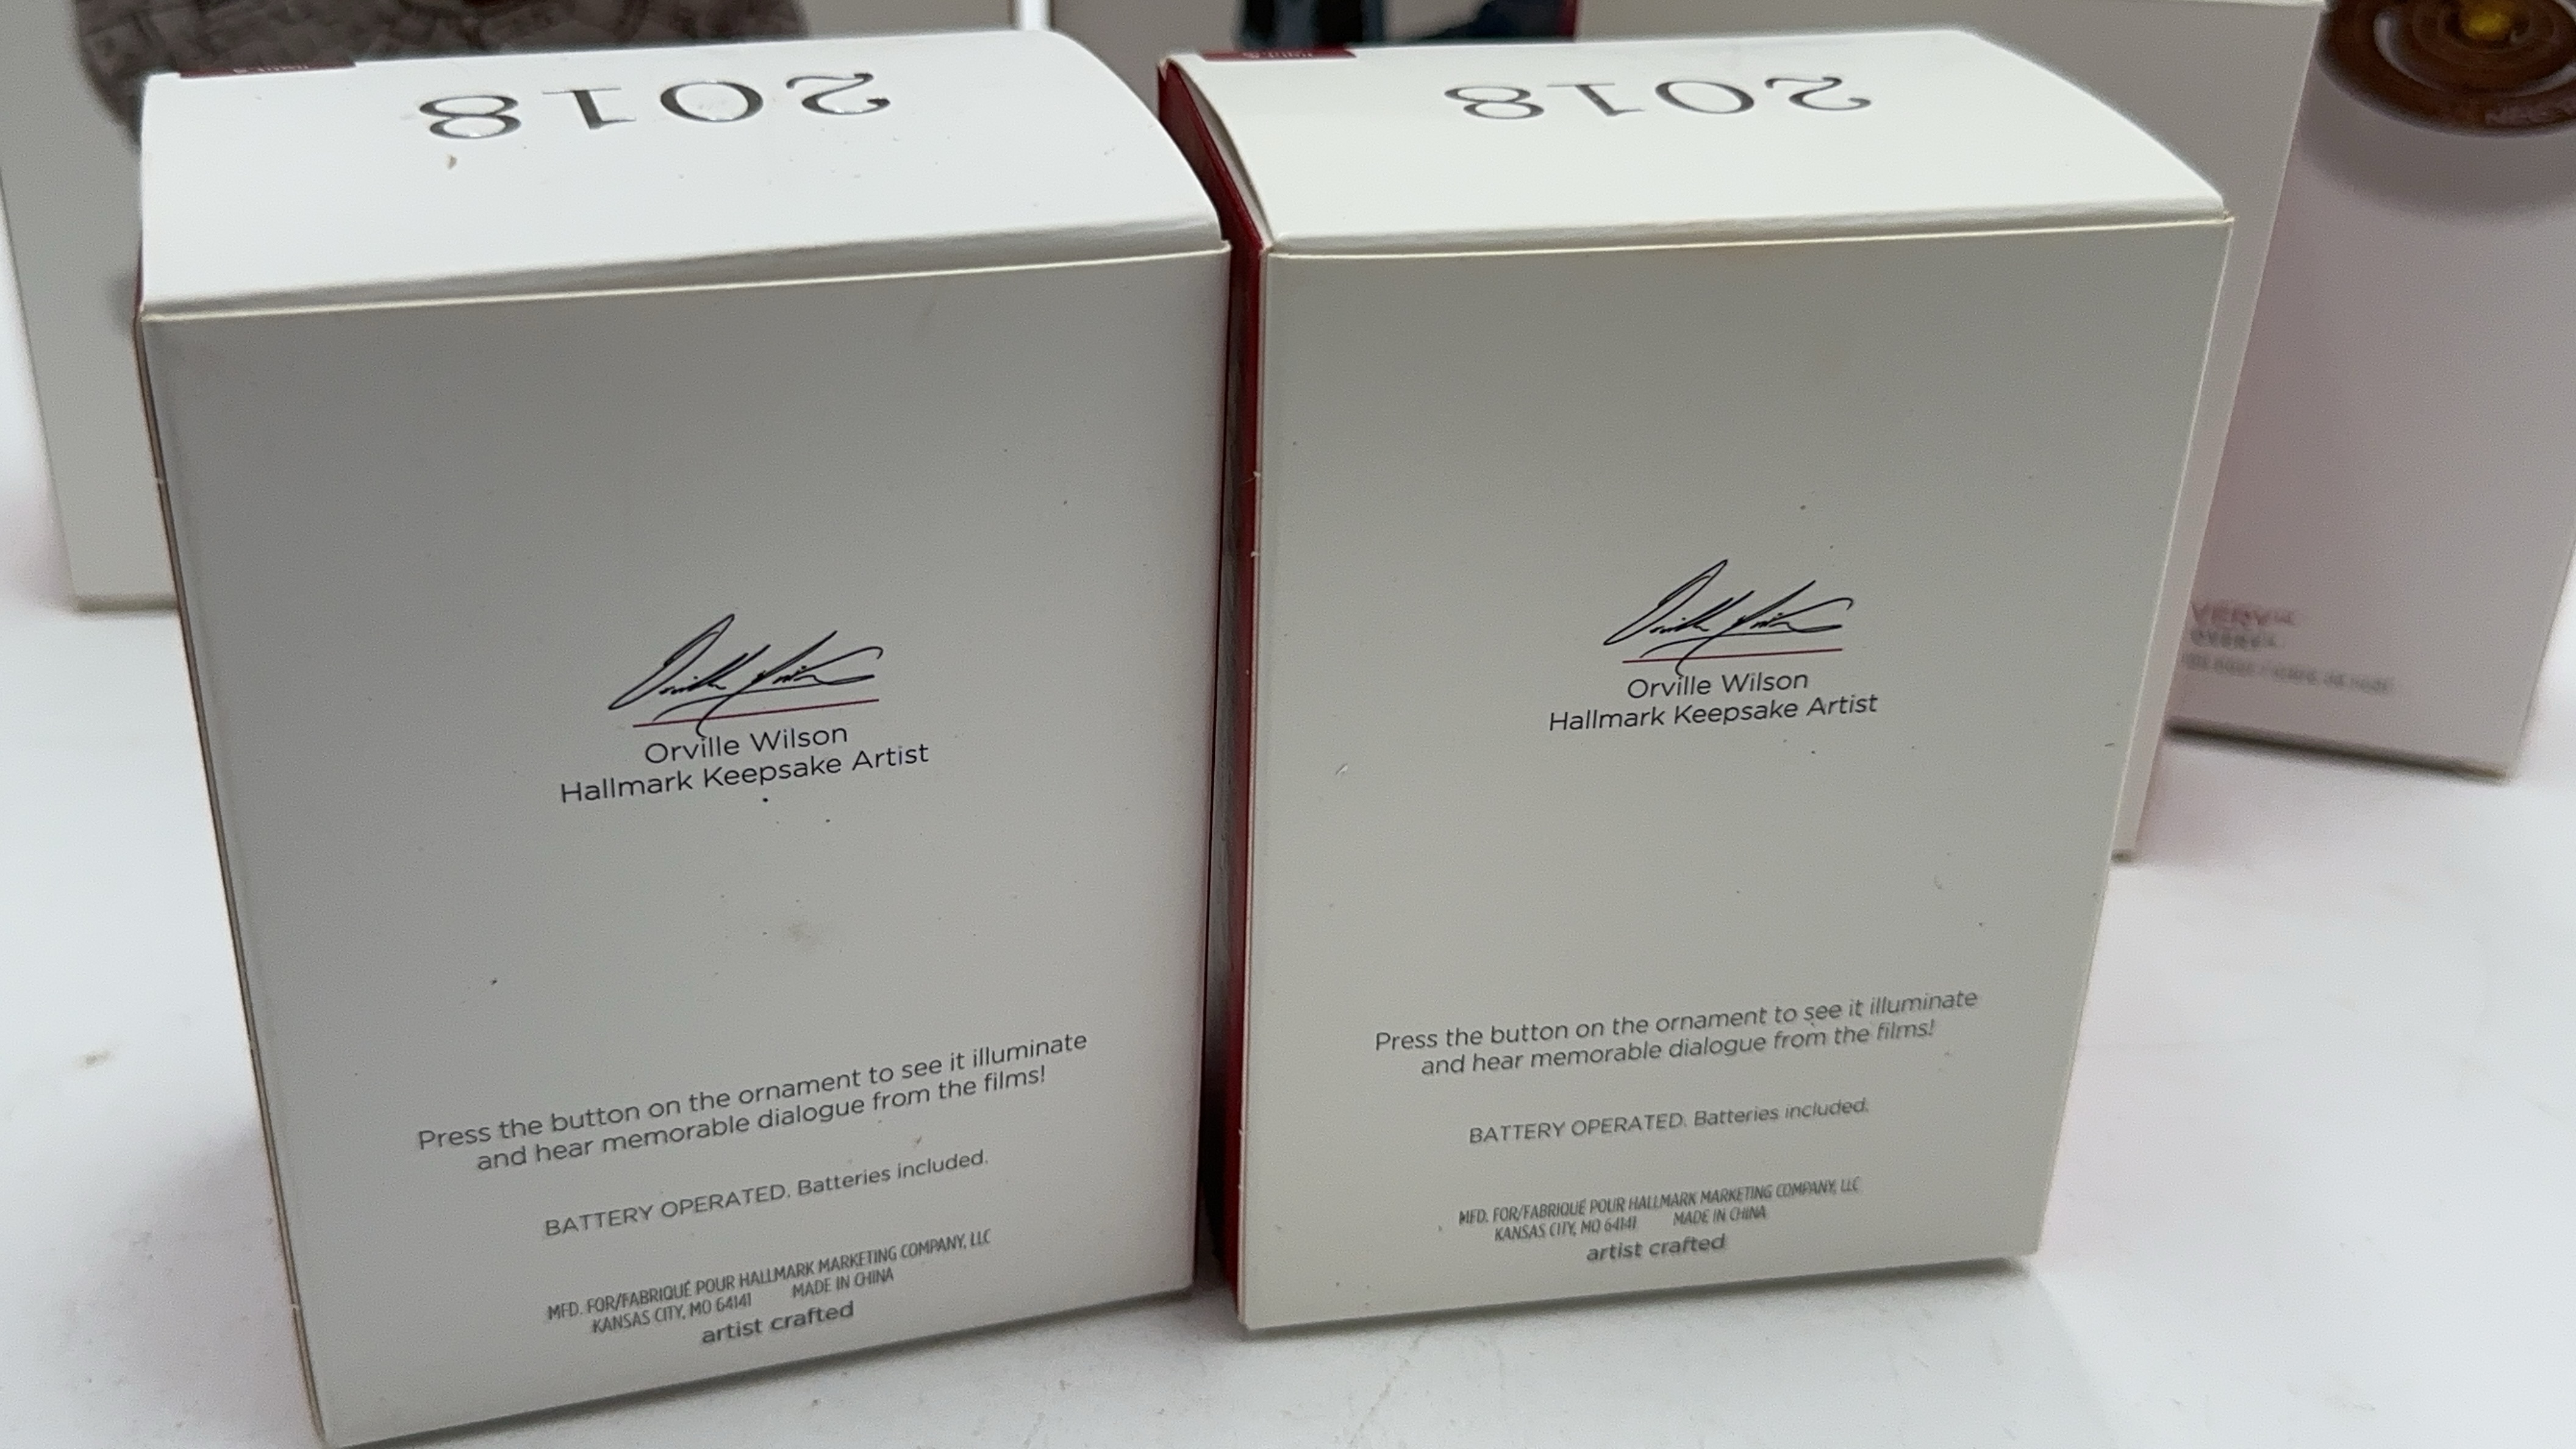 2018
Orville Wilson
Hallmark Keepsake Artist
Press the button on the ornament to see it illuminate
and hear memorable dialogue from the films!
BATTERY OPERATED. Batteries included.
MFD. FOR/FABRIQUÉ POUR HALLMARK MARKETING COMPANY, LLC
KANSAS CITY, MO 64141 MADE IN CHINA
artist crafted
2018
Orville Wilson
Hallmark Keepsake Artist
Press the button on the ornament to see it illuminate
and hear memorable dialogue from the films!
BATTERY OPERATED. Batteries included.
MFD. FOR/FABRIQUÉ POUR HALLMARK MARKETING COMPANY, LLC
KANSAS CITY, MO 64141 MADE IN CHINA
artist crafted